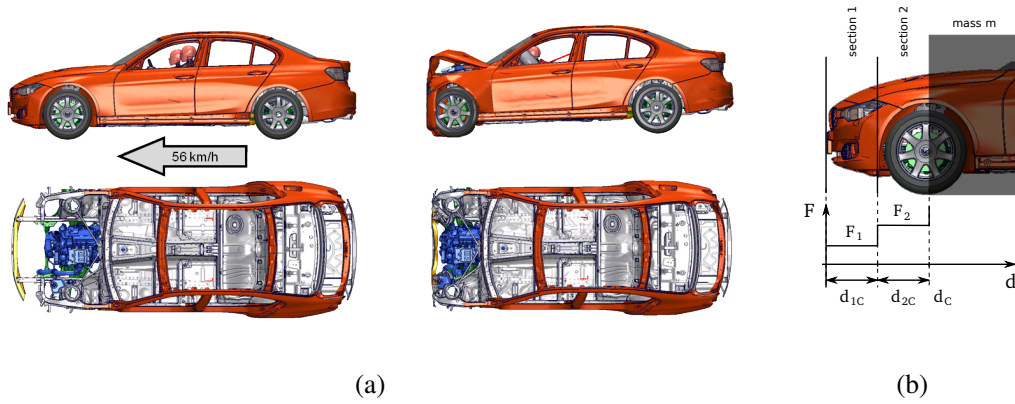 56 km/h
section 1
section 2
mass m
F
F1
F2
d
d1C
d2C
dC
(a)
(b)